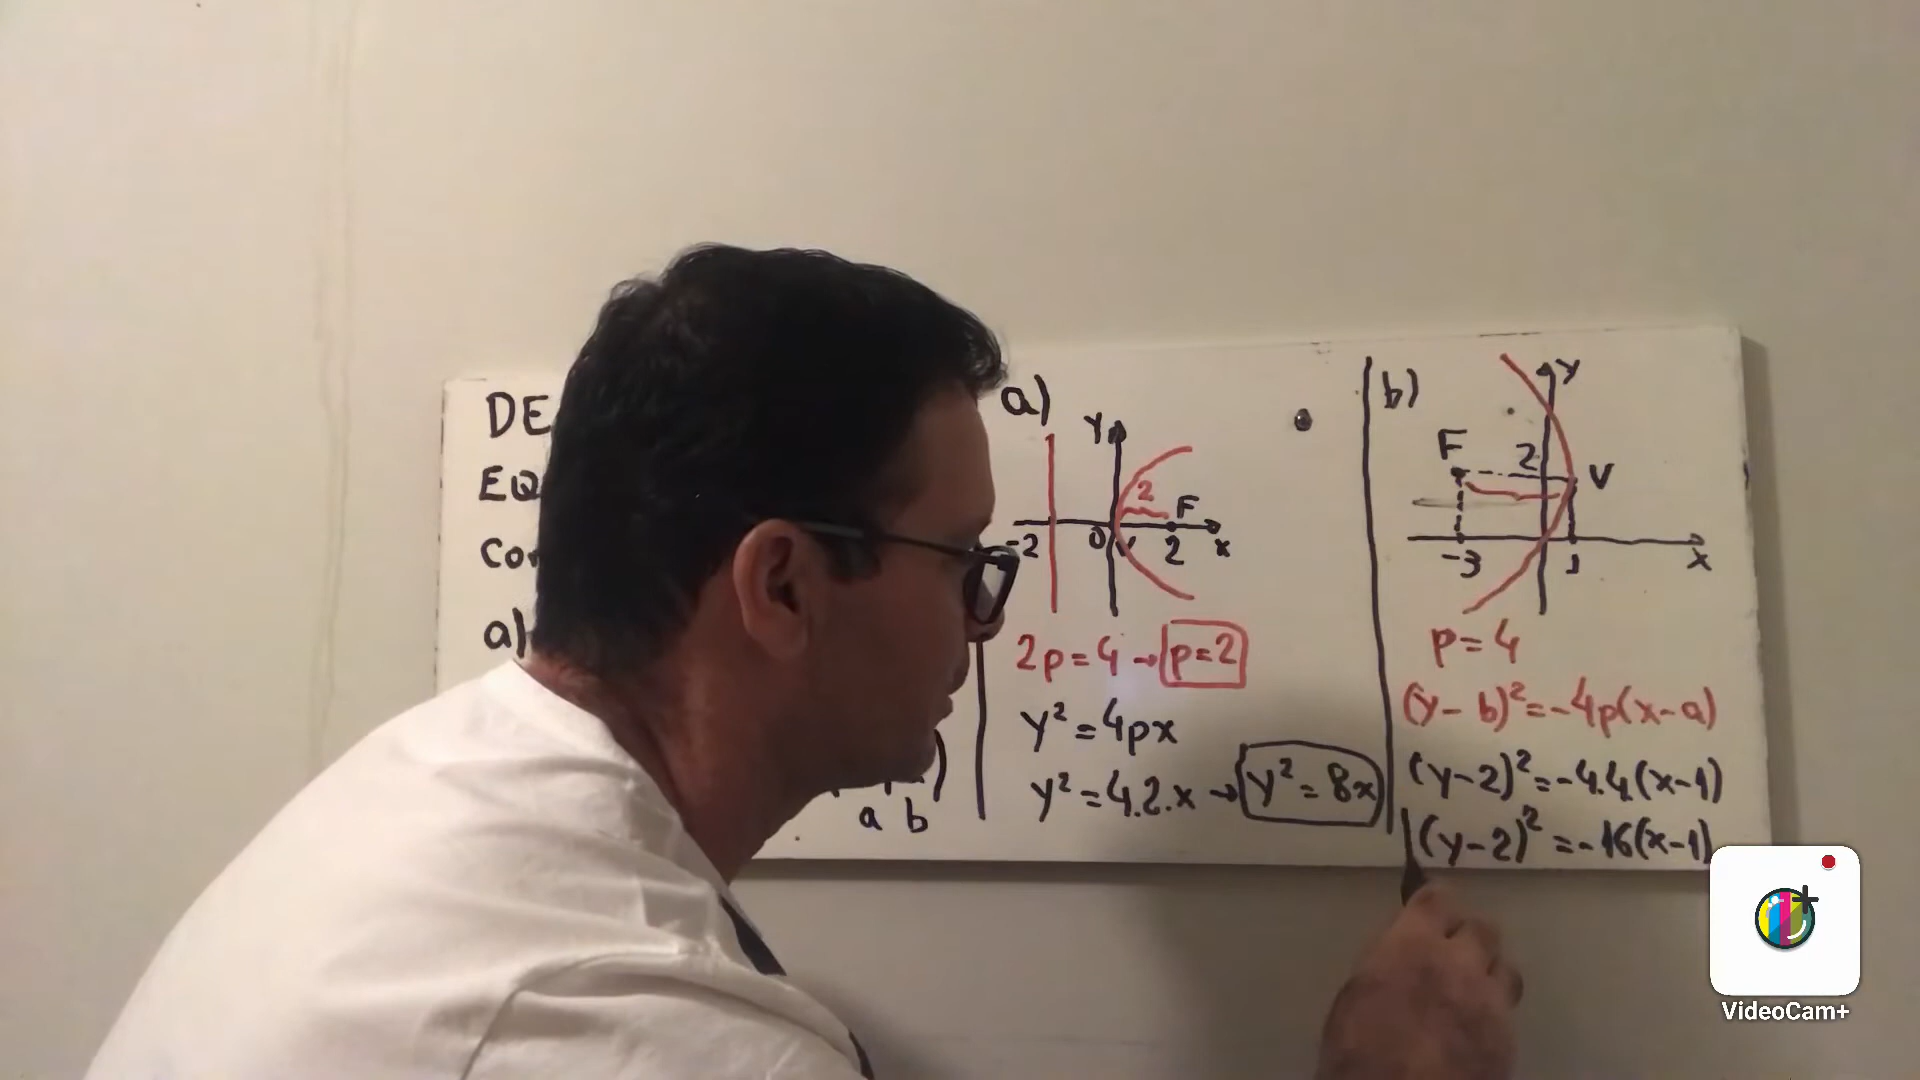 DE
EQ
a)
a b
a)
Y
2
F
-2
0
V
2
x
2p = 4 → p=2
y² = 4px
y² = 4.2.x → y² = 8x
b)
Y
F
2
V
-3
1
x
p = 4
(y - b)² = -4p(x - a)
(y - 2)² = -4.4.(x - 1)
(y - 2)² = -16(x - 1)
VideoCam+